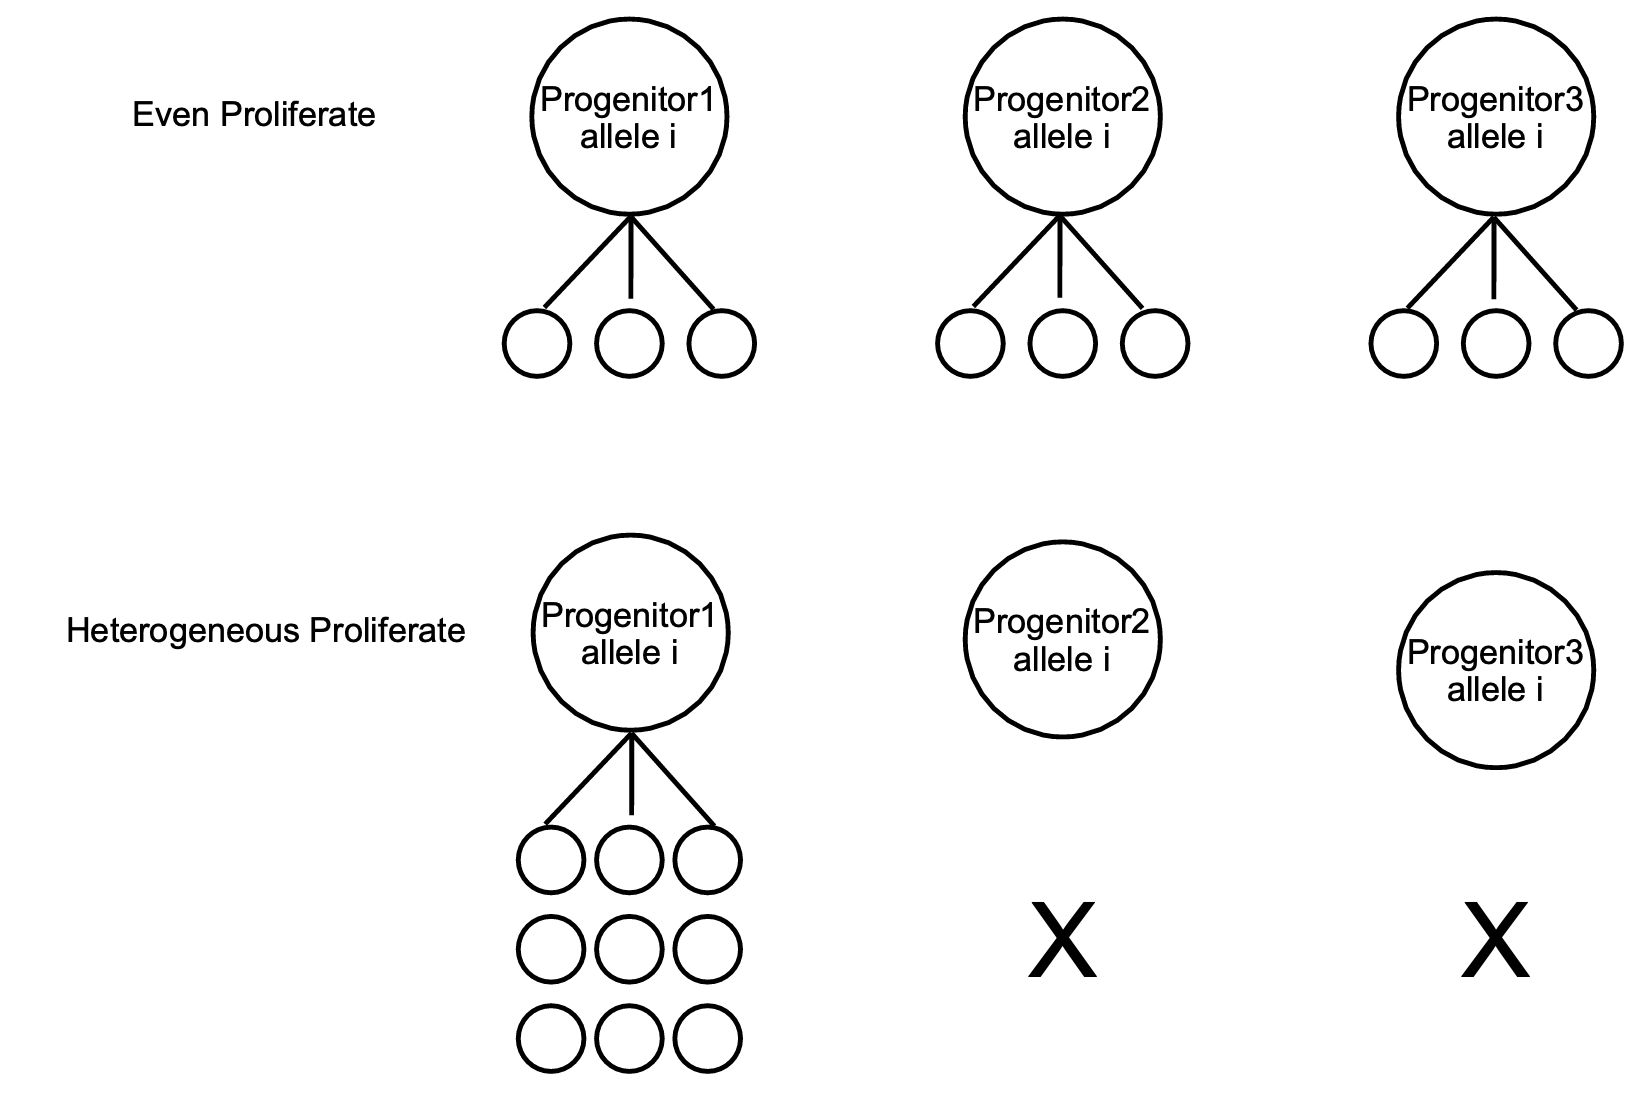 Even Proliferate
Progenitor1
allele i
Progenitor2
allele i
Progenitor3
allele i
Heterogeneous Proliferate
Progenitor1
allele i
Progenitor2
allele i
Progenitor3
allele i
X
X